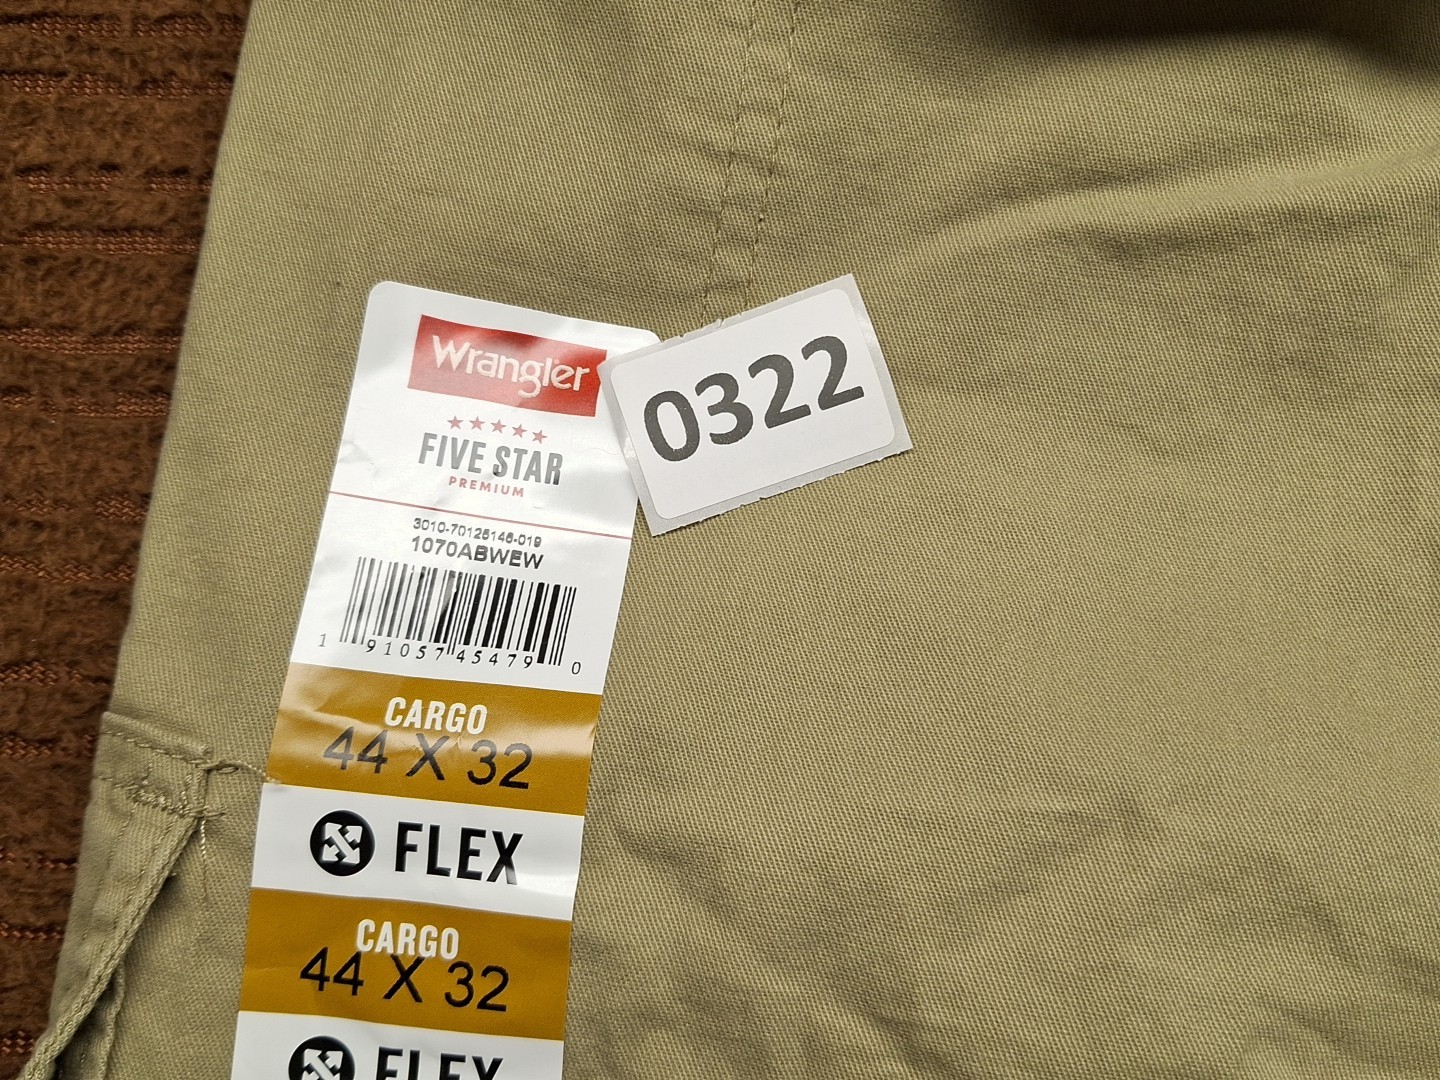 Wrangler
0322
FIVE STAR
PREMIUM
3010-70125146-019
1070ABWEW
1 91057 45479 0
CARGO
44 X 32
FLEX
CARGO
44 X 32
FLEX